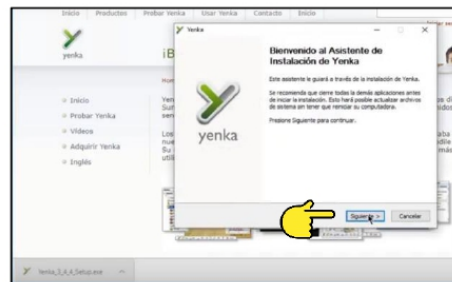 Inicio Productos Probar Yenka Usar Yenka Contacto Inicio
yenka
Inicio
Probar Yenka
Videos
Adquirir Yenka
Inglés
Yenka
Bienvenido al Asistente de
Instalación de Yenka
Este asistente le guiará a través de la instalación de Yenka.
Se recomienda que cierre todas las demás aplicaciones antes
de iniciar la instalación. Esto hará posible actualizar archivos
de sistema sin tener que reiniciar su computadora.
Presione Siguiente para continuar.
yenka
Siguiente >
Cancelar
Yenka_3_4_4_Setup.exe